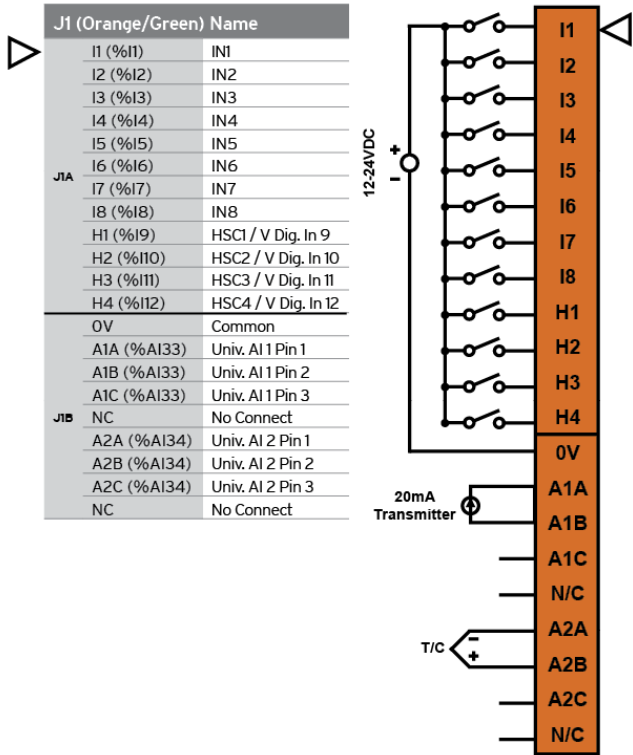 J1 (Orange/Green) Name
I1 (%I1) IN1
I2 (%I2) IN2
I3 (%I3) IN3
I4 (%I4) IN4
I5 (%I5) IN5
I6 (%I6) IN6
J1A
I7 (%I7) IN7
I8 (%I8) IN8
H1 (%I9) HSC1 / V Dig. In 9
H2 (%I10) HSC2 / V Dig. In 10
H3 (%I11) HSC3 / V Dig. In 11
H4 (%I12) HSC4 / V Dig. In 12
0V Common
A1A (%AI33) Univ. AI 1 Pin 1
A1B (%AI33) Univ. AI 1 Pin 2
A1C (%AI33) Univ. AI 1 Pin 3
J1B NC No Connect
A2A (%AI34) Univ. AI 2 Pin 1
A2B (%AI34) Univ. AI 2 Pin 2
A2C (%AI34) Univ. AI 2 Pin 3
NC No Connect
12-24VDC
+
-
I1
I2
I3
I4
I5
I6
I7
I8
H1
H2
H3
H4
0V
20mA
Transmitter
A1A
A1B
A1C
N/C
T/C
-
+
A2A
A2B
A2C
N/C